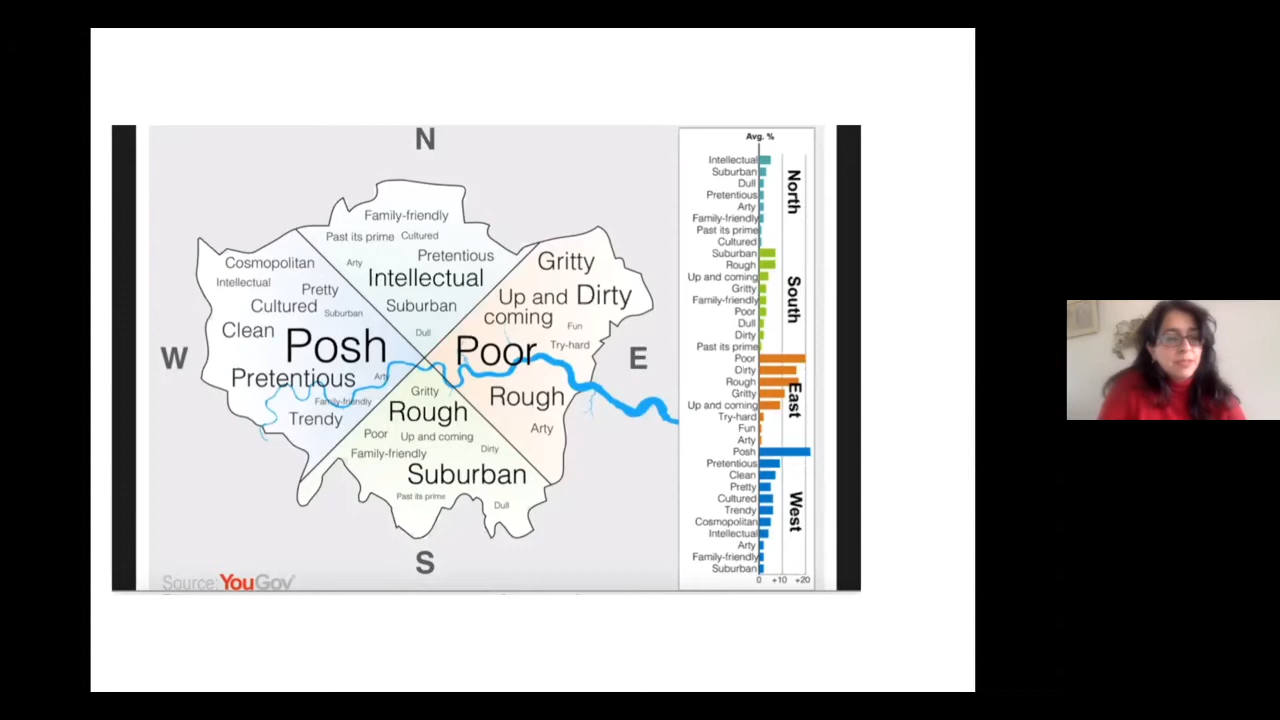 N
Family-friendly
Past its prime Cultured
Arty
Pretentious
Intellectual
Suburban
Dull
Cosmopolitan
Intellectual
Pretty
Cultured
Suburban
Clean
Posh
Pretentious
Arty
Family-friendly
Trendy
W
Gritty
Up and
coming
Dirty
Fun
Try-hard
Poor
Rough
Arty
E
Gritty
Rough
Poor
Up and coming
Family-friendly
Dirty
Suburban
Past its prime
Dull
S
Source: YouGov
Avg. %
North
Intellectual
Suburban
Dull
Pretentious
Arty
Family-friendly
Past its prime
Cultured
South
Suburban
Rough
Up and coming
Gritty
Family-friendly
Poor
Dull
Dirty
Past its prime
East
Poor
Dirty
Rough
Gritty
Up and coming
Try-hard
Fun
Arty
West
Posh
Pretentious
Clean
Pretty
Cultured
Trendy
Cosmopolitan
Intellectual
Arty
Family-friendly
Suburban
0 +10 +20